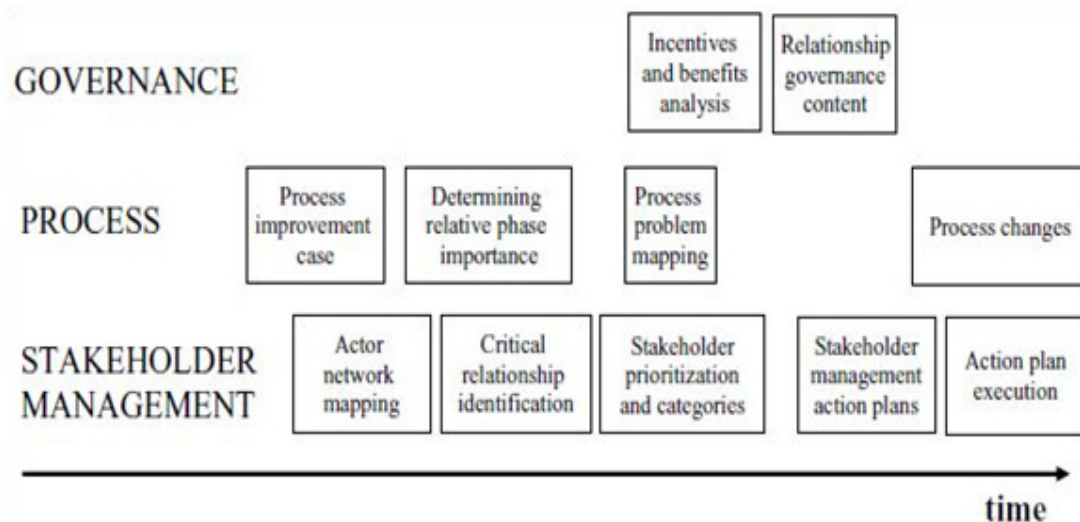 GOVERNANCE
Incentives
and benefits
analysis
Relationship
governance
content
PROCESS
Process
improvement
case
Determining
relative phase
importance
Process
problem
mapping
Process changes
STAKEHOLDER
MANAGEMENT
Actor
network
mapping
Critical
relationship
identification
Stakeholder
prioritization
and categories
Stakeholder
management
action plans
Action plan
execution
time